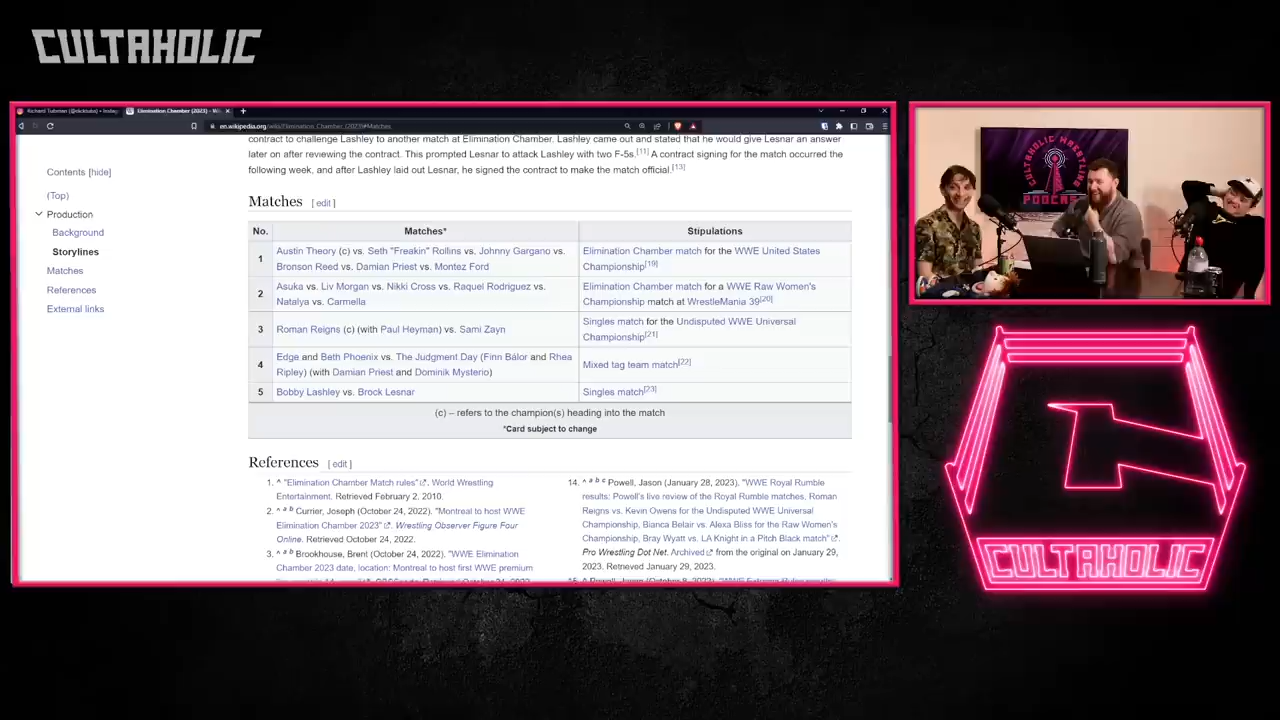 CULTAHOLIC
Elimination Chamber (2023) - Wi
en.wikipedia.org/wiki/Elimination_Chamber_(2023)#Matches
contract to challenge Lashley to another match at Elimination Chamber. Lashley came out and stated that he would give Lesnar an answer
later on after reviewing the contract. This prompted Lesnar to attack Lashley with two F-5s.[11] A contract signing for the match occurred the
following week, and after Lashley laid out Lesnar, he signed the contract to make the match official.[13]
Contents [hide]
(Top)
Production
Background
Storylines
Matches
References
External links
Matches [ edit ]
No. Matches* Stipulations
1 Austin Theory (c) vs. Seth "Freakin" Rollins vs. Johnny Gargano vs.
Bronson Reed vs. Damian Priest vs. Montez Ford
Elimination Chamber match for the WWE United States
Championship[19]
2 Asuka vs. Liv Morgan vs. Nikki Cross vs. Raquel Rodriguez vs.
Natalya vs. Carmella
Elimination Chamber match for a WWE Raw Women's
Championship match at WrestleMania 39[20]
3 Roman Reigns (c) (with Paul Heyman) vs. Sami Zayn
Singles match for the Undisputed WWE Universal
Championship[21]
4 Edge and Beth Phoenix vs. The Judgment Day (Finn Bálor and Rhea
Ripley) (with Damian Priest and Dominik Mysterio)
Mixed tag team match[22]
5 Bobby Lashley vs. Brock Lesnar Singles match[23]
(c) – refers to the champion(s) heading into the match
*Card subject to change
References [ edit ]
1. ^ "Elimination Chamber Match rules". World Wrestling
Entertainment. Retrieved February 2, 2010.
2. ^ a b Currier, Joseph (October 24, 2022). "Montreal to host WWE
Elimination Chamber 2023". Wrestling Observer Figure Four
Online. Retrieved October 24, 2022.
3. ^ a b Brookhouse, Brent (October 24, 2022). "WWE Elimination
Chamber 2023 date, location: Montreal to host first WWE premium
14. ^ a b c Powell, Jason (January 28, 2023). "WWE Royal Rumble
results: Powell's live review of the Royal Rumble matches, Roman
Reigns vs. Kevin Owens for the Undisputed WWE Universal
Championship, Bianca Belair vs. Alexa Bliss for the Raw Women's
Championship, Bray Wyatt vs. LA Knight in a Pitch Black match".
Pro Wrestling Dot Net. Archived from the original on January 29,
2023. Retrieved January 29, 2023.
CULTAHOLIC WRESTLING
PODCAST
CULTAHOLIC